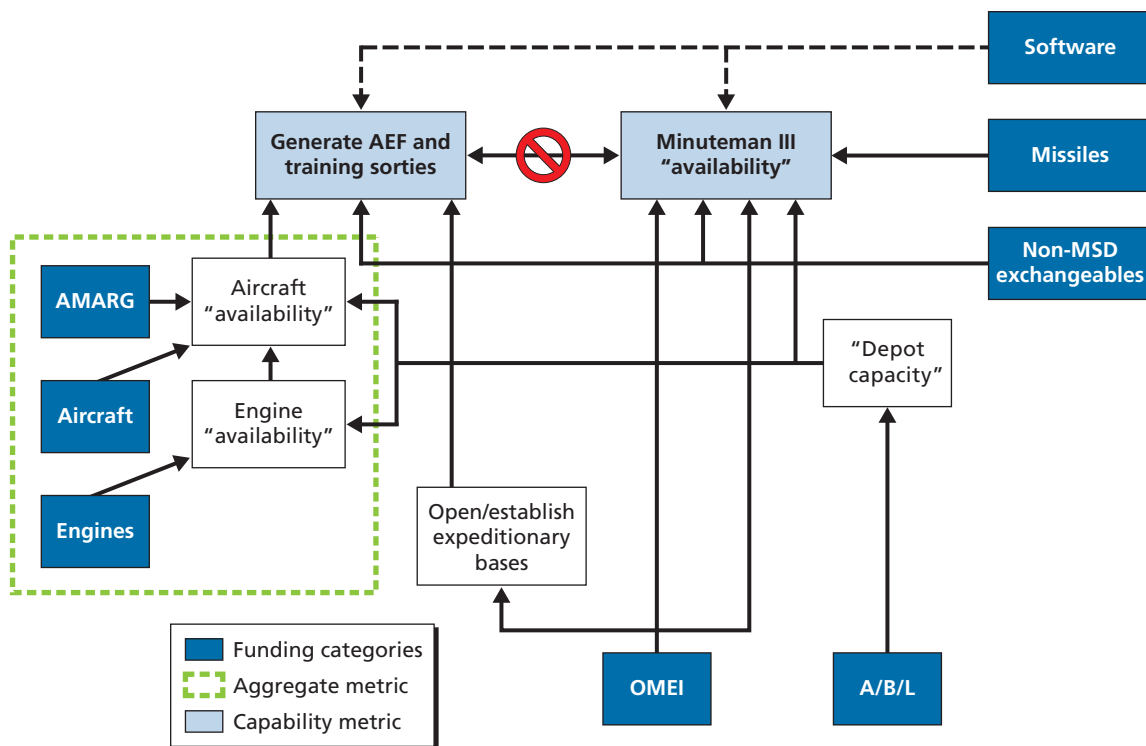 Software
Generate AEF and
training sorties
Minuteman III
“availability”
Missiles
Non-MSD
exchangeables
AMARG
Aircraft
“availability”
“Depot
capacity”
Aircraft
Engine
“availability”
Engines
Open/establish
expeditionary
bases
Funding categories
Aggregate metric
Capability metric
OMEI
A/B/L